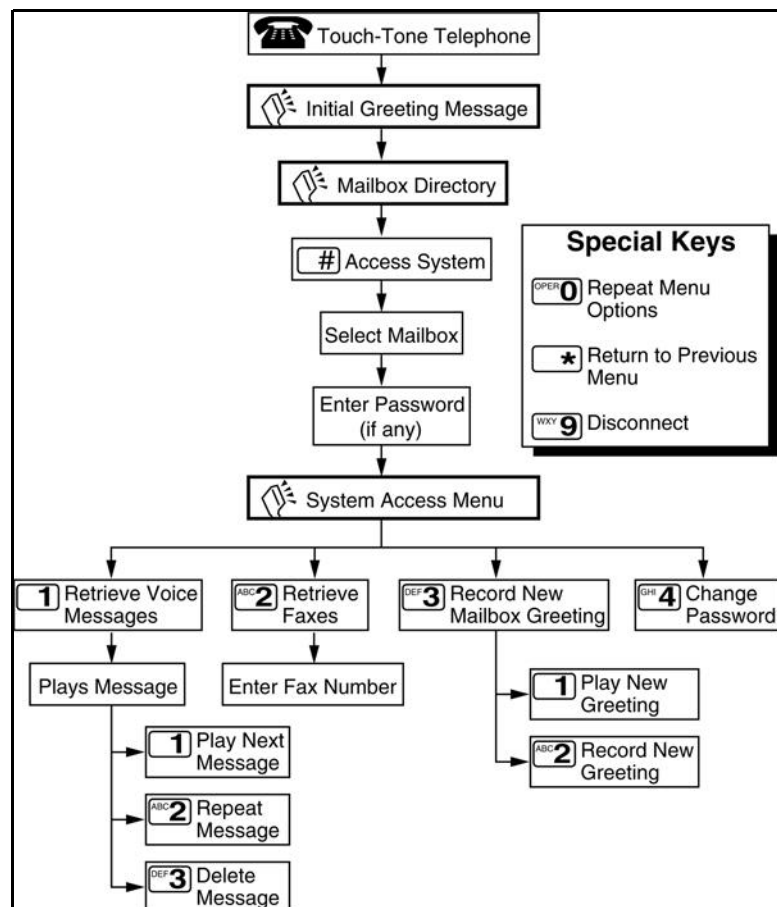 Touch-Tone Telephone
Initial Greeting Message
Mailbox Directory
# Access System
Select Mailbox
Enter Password
(if any)
System Access Menu
Special Keys
OPER 0 Repeat Menu
Options
* Return to Previous
Menu
WXY 9 Disconnect
1 Retrieve Voice
Messages
ABC 2 Retrieve
Faxes
DEF 3 Record New
Mailbox Greeting
GHI 4 Change
Password
Plays Message
Enter Fax Number
1 Play Next
Message
ABC 2 Repeat
Message
DEF 3 Delete
Message
1 Play New
Greeting
ABC 2 Record New
Greeting